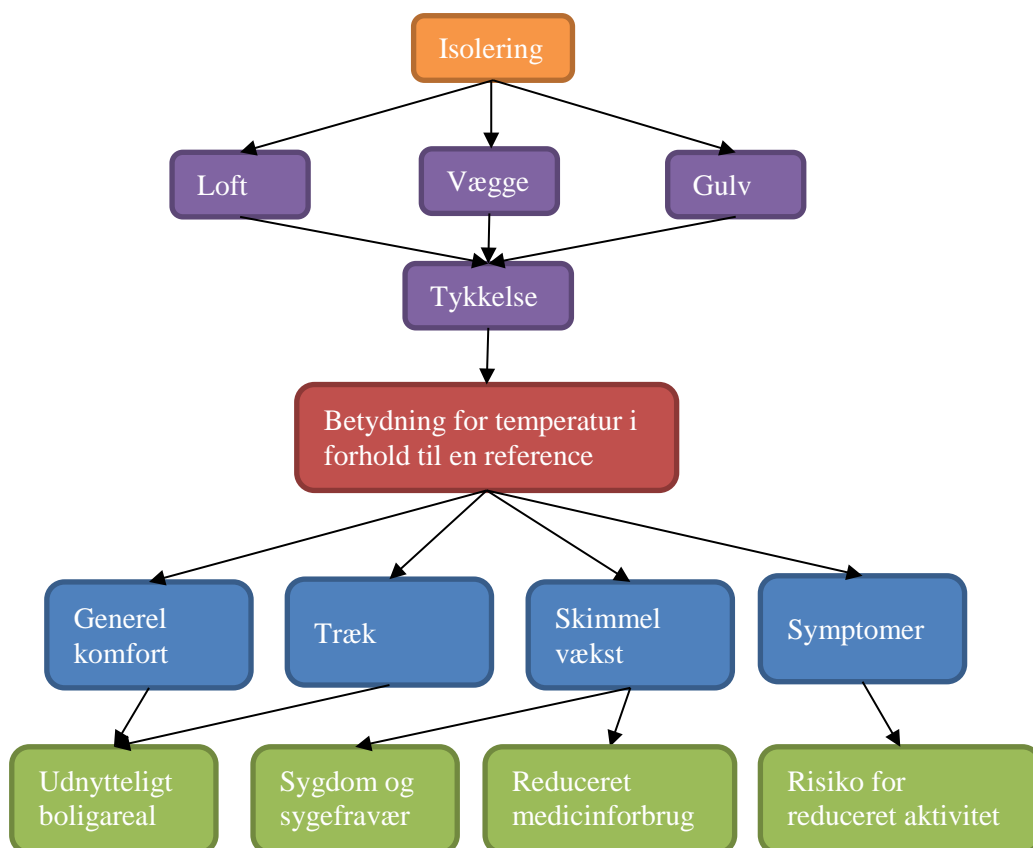 Isolering
Loft
Vægge
Gulv
Tykkelse
Betydning for temperatur i
forhold til en reference
Generel
komfort
Træk
Skimmel
vækst
Symptomer
Udnytteligt
boligareal
Sygdom og
sygefravær
Reduceret
medicinforbrug
Risiko for
reduceret aktivitet